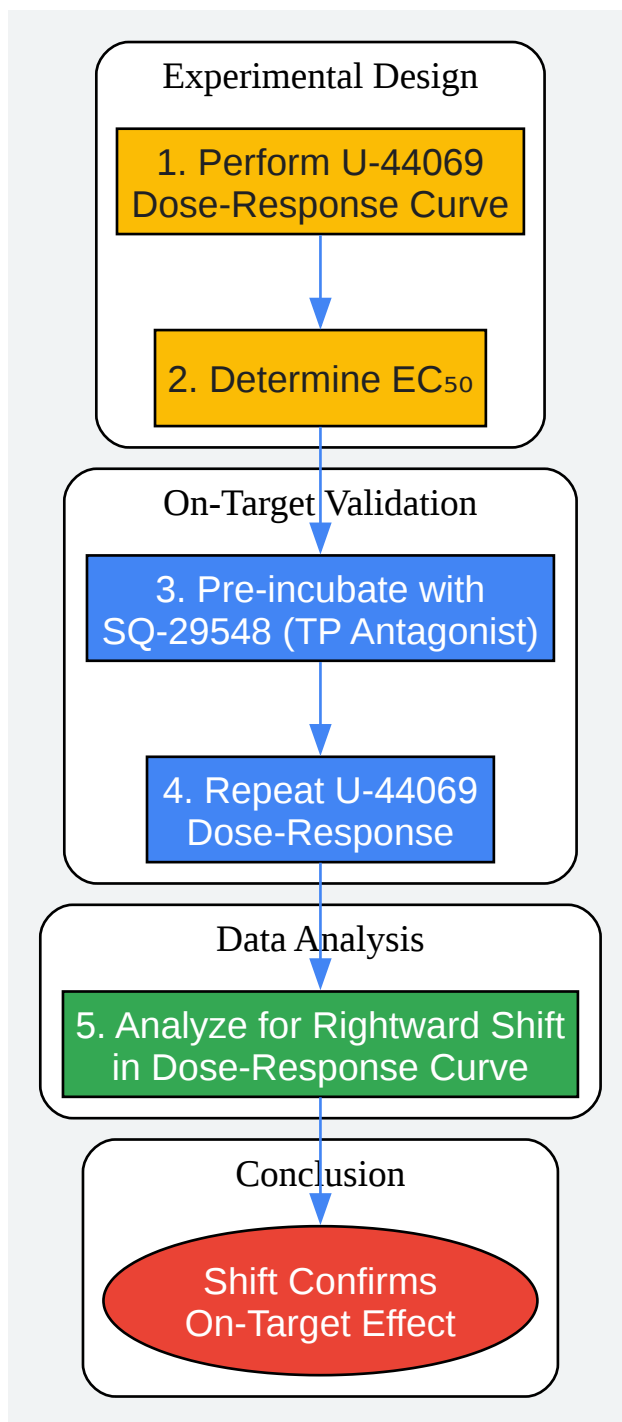 Experimental Design
1. Perform U-44069
Dose-Response Curve
2. Determine EC₅₀
On-Target Validation
3. Pre-incubate with
SQ-29548 (TP Antagonist)
4. Repeat U-44069
Dose-Response
Data Analysis
5. Analyze for Rightward Shift
in Dose-Response Curve
Conclusion
Shift Confirms
On-Target Effect